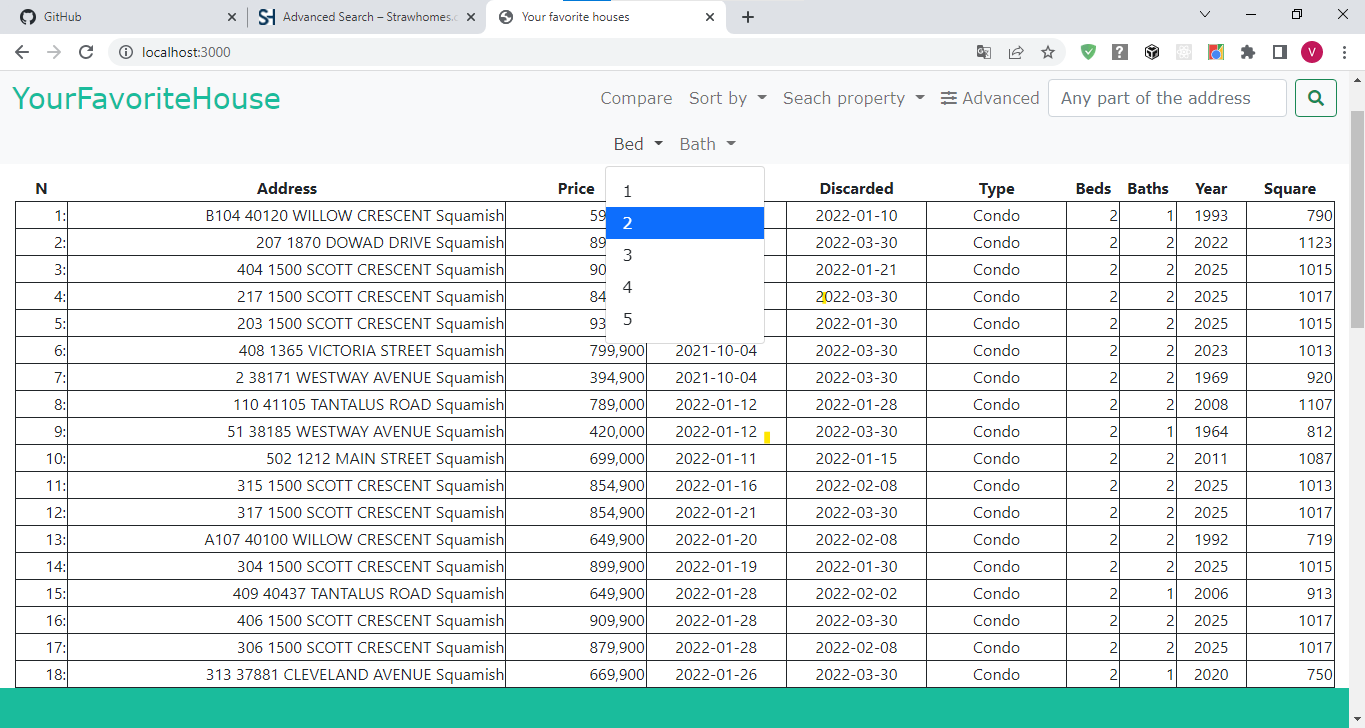 GitHub
Advanced Search – Strawhomes.c
Your favorite houses
localhost:3000
V
YourFavoriteHouse
Compare Sort by Seach property Advanced Any part of the address
Bed Bath
1
2
3
4
5
N Address Price Discarded Type Beds Baths Year Square
1: B104 40120 WILLOW CRESCENT Squamish 59 2022-01-10 Condo 2 1 1993 790
2: 207 1870 DOWAD DRIVE Squamish 89 2022-03-30 Condo 2 2 2022 1123
3: 404 1500 SCOTT CRESCENT Squamish 90 2022-01-21 Condo 2 2 2025 1015
4: 217 1500 SCOTT CRESCENT Squamish 84 2022-03-30 Condo 2 2 2025 1017
5: 203 1500 SCOTT CRESCENT Squamish 93 2022-01-30 Condo 2 2 2025 1015
6: 408 1365 VICTORIA STREET Squamish 799,900 2021-10-04 2022-03-30 Condo 2 2 2023 1013
7: 2 38171 WESTWAY AVENUE Squamish 394,900 2021-10-04 2022-03-30 Condo 2 2 1969 920
8: 110 41105 TANTALUS ROAD Squamish 789,000 2022-01-12 2022-01-28 Condo 2 2 2008 1107
9: 51 38185 WESTWAY AVENUE Squamish 420,000 2022-01-12 2022-03-30 Condo 2 1 1964 812
10: 502 1212 MAIN STREET Squamish 699,000 2022-01-11 2022-01-15 Condo 2 2 2011 1087
11: 315 1500 SCOTT CRESCENT Squamish 854,900 2022-01-16 2022-02-08 Condo 2 2 2025 1013
12: 317 1500 SCOTT CRESCENT Squamish 854,900 2022-01-21 2022-03-30 Condo 2 2 2025 1017
13: A107 40100 WILLOW CRESCENT Squamish 649,900 2022-01-20 2022-02-08 Condo 2 2 1992 719
14: 304 1500 SCOTT CRESCENT Squamish 899,900 2022-01-19 2022-01-30 Condo 2 2 2025 1015
15: 409 40437 TANTALUS ROAD Squamish 649,900 2022-01-28 2022-02-02 Condo 2 1 2006 913
16: 406 1500 SCOTT CRESCENT Squamish 909,900 2022-01-28 2022-03-30 Condo 2 2 2025 1017
17: 306 1500 SCOTT CRESCENT Squamish 879,900 2022-01-28 2022-02-08 Condo 2 2 2025 1017
18: 313 37881 CLEVELAND AVENUE Squamish 669,900 2022-01-26 2022-03-30 Condo 2 1 2020 750